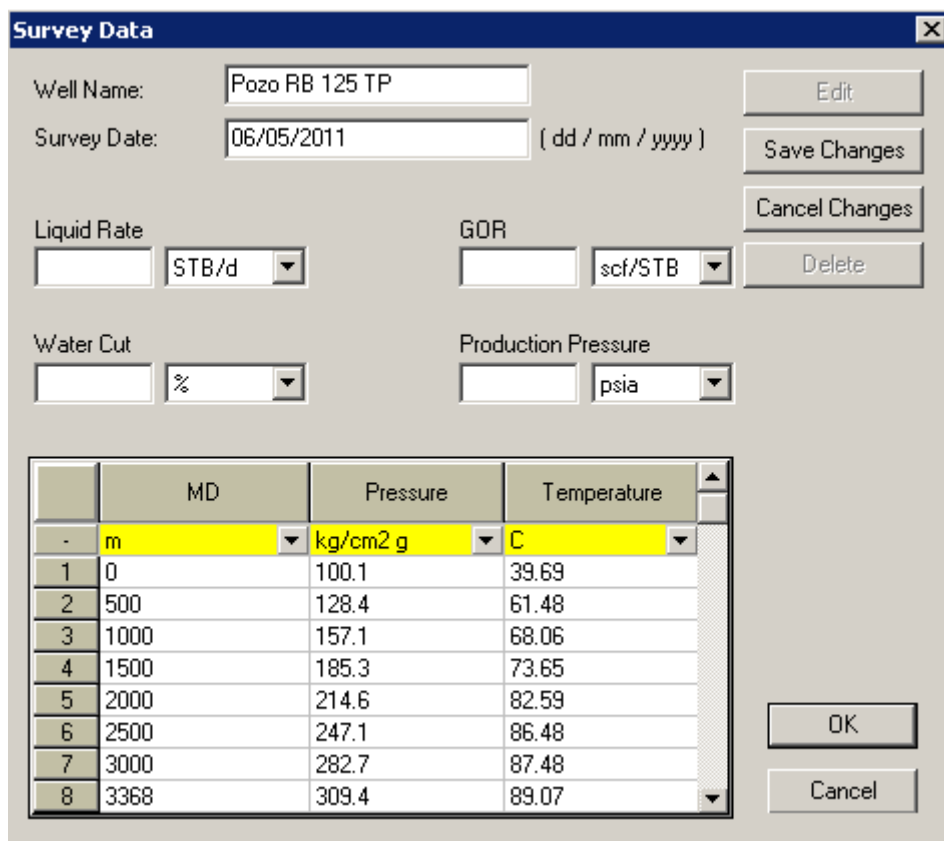 Survey Data
Well Name: Pozo RB 125 TP
Edit
Survey Date: 06/05/2011 ( dd / mm / yyyy )
Save Changes
Cancel Changes
Liquid Rate GOR
STB/d scf/STB
Delete
Water Cut Production Pressure
% psia
MD Pressure Temperature
- m kg/cm2 g C
1 0 100.1 39.69
2 500 128.4 61.48
3 1000 157.1 68.06
4 1500 185.3 73.65
5 2000 214.6 82.59
6 2500 247.1 86.48
7 3000 282.7 87.48
8 3368 309.4 89.07
OK
Cancel